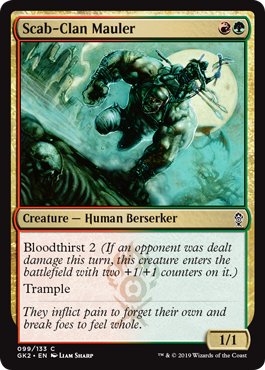 Scab-Clan Mauler
Creature — Human Berserker
Bloodthirst 2 (If an opponent was dealt
damage this turn, this creature enters the
battlefield with two +1/+1 counters on it.)
Trample
They inflict pain to forget their own and
break foes to feel whole.
1/1
099/133 C
GK2 • EN Liam Sharp
™ & © 2019 Wizards of the Coast